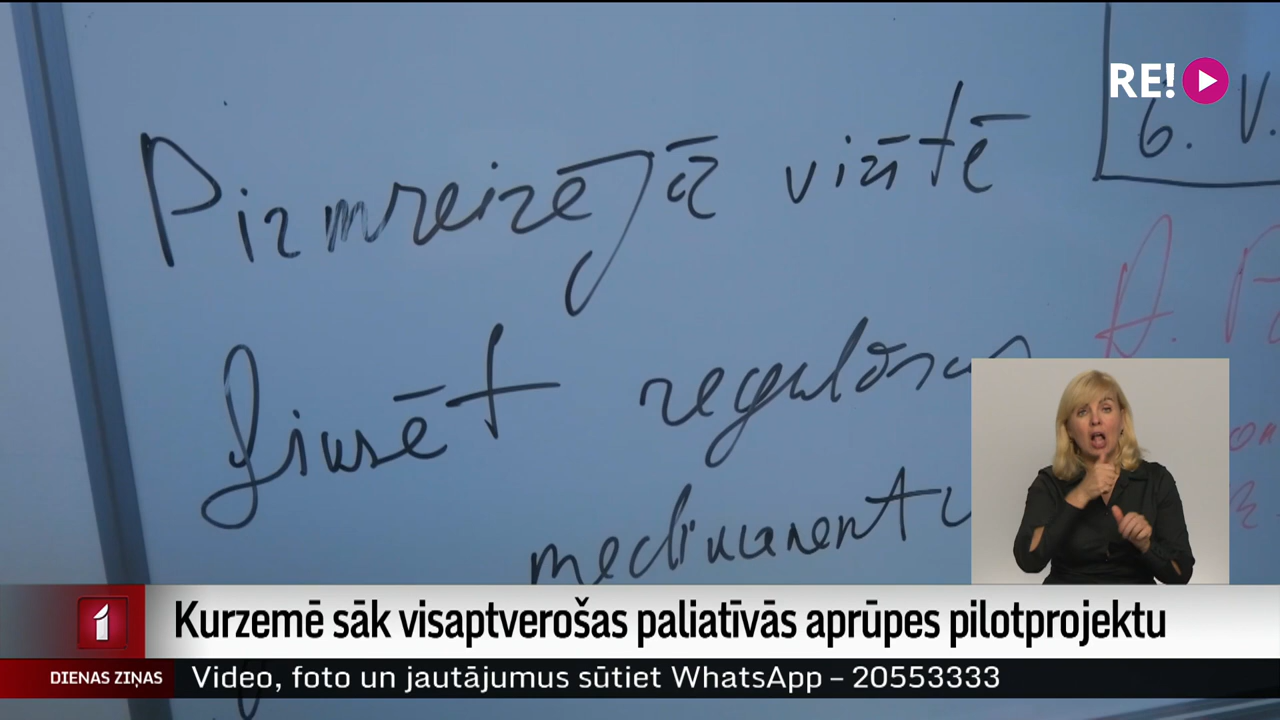 RE!
6. V.
Pirmreizējā vizītē
A. P
fiksēt regulāras
medikamentu
1 Kurzemē sāk visaptverošas paliatīvās aprūpes pilotprojektu
DIENAS ZIŅAS Video, foto un jautājumus sūtiet WhatsApp – 20553333